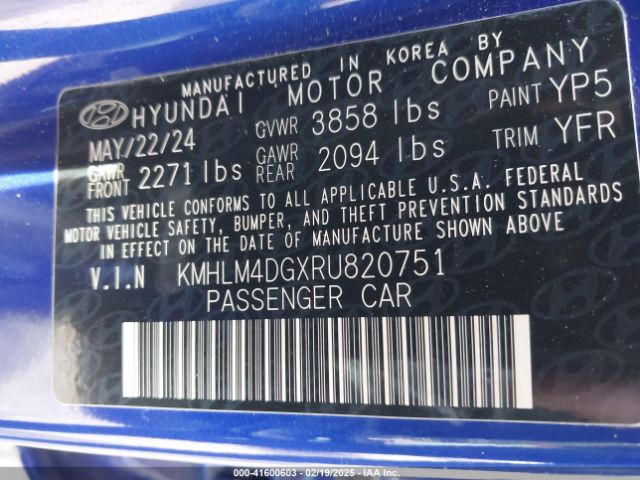 MANUFACTURED IN KOREA BY
HYUNDAI MOTOR COMPANY
MAY/22/24 GVWR 3858 lbs PAINT YP5
GAWR FRONT 2271 lbs GAWR REAR 2094 lbs TRIM YFR
THIS VEHICLE CONFORMS TO ALL APPLICABLE U.S.A. FEDERAL
MOTOR VEHICLE SAFETY, BUMPER, AND THEFT PREVENTION STANDARDS
IN EFFECT ON THE DATE OF MANUFACTURE SHOWN ABOVE
V.I.N KMHLM4DGXRU820751
PASSENGER CAR
000-41600603 - 02/19/2025 - IAA Inc.